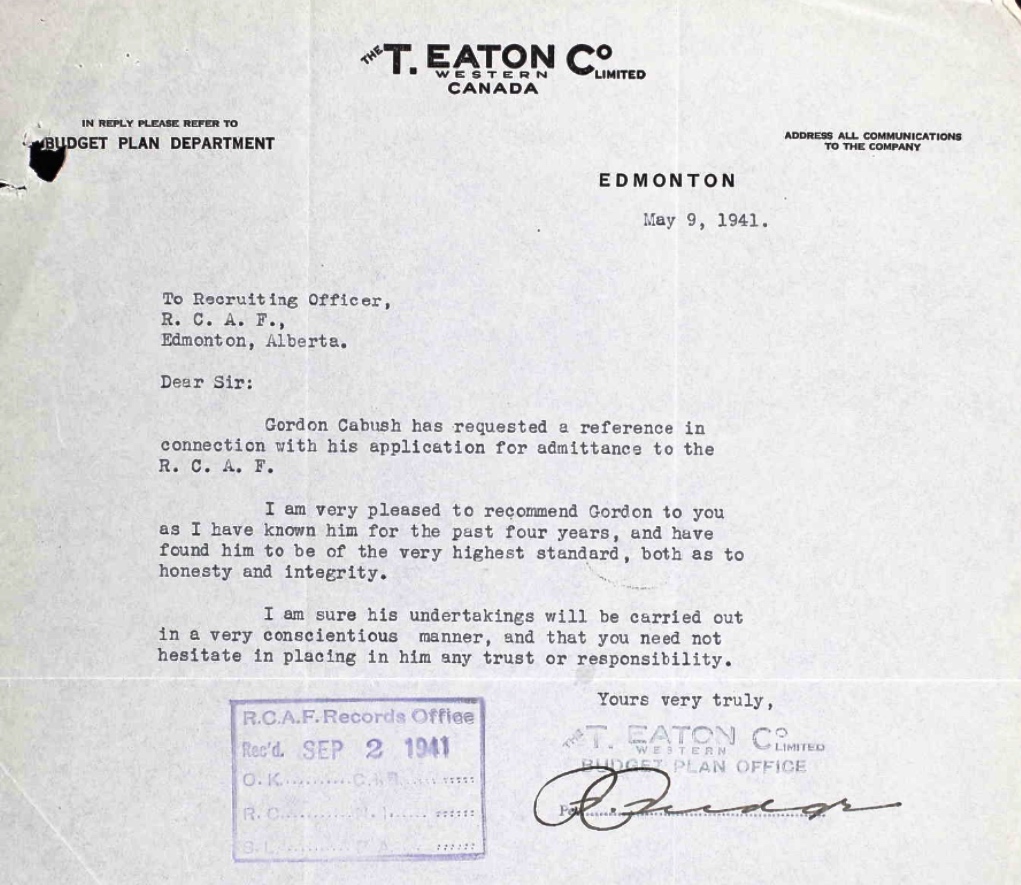 THE T. EATON Co LIMITED
WESTERN
CANADA
IN REPLY PLEASE REFER TO
BUDGET PLAN DEPARTMENT
ADDRESS ALL COMMUNICATIONS
TO THE COMPANY
EDMONTON
May 9, 1941.
To Recruiting Officer,
R. C. A. F.,
Edmonton, Alberta.
Dear Sir:
Gordon Cabush has requested a reference in
connection with his application for admittance to the
R. C. A. F.
I am very pleased to recommend Gordon to you
as I have known him for the past four years, and have
found him to be of the very highest standard, both as to
honesty and integrity.
I am sure his undertakings will be carried out
in a very conscientious manner, and that you need not
hesitate in placing in him any trust or responsibility.
Yours very truly,
THE T. EATON Co LIMITED
WESTERN
BUDGET PLAN OFFICE
Per
R.C.A.F. Records Office
Rec'd. SEP 2 1941
O.K.
R.C.